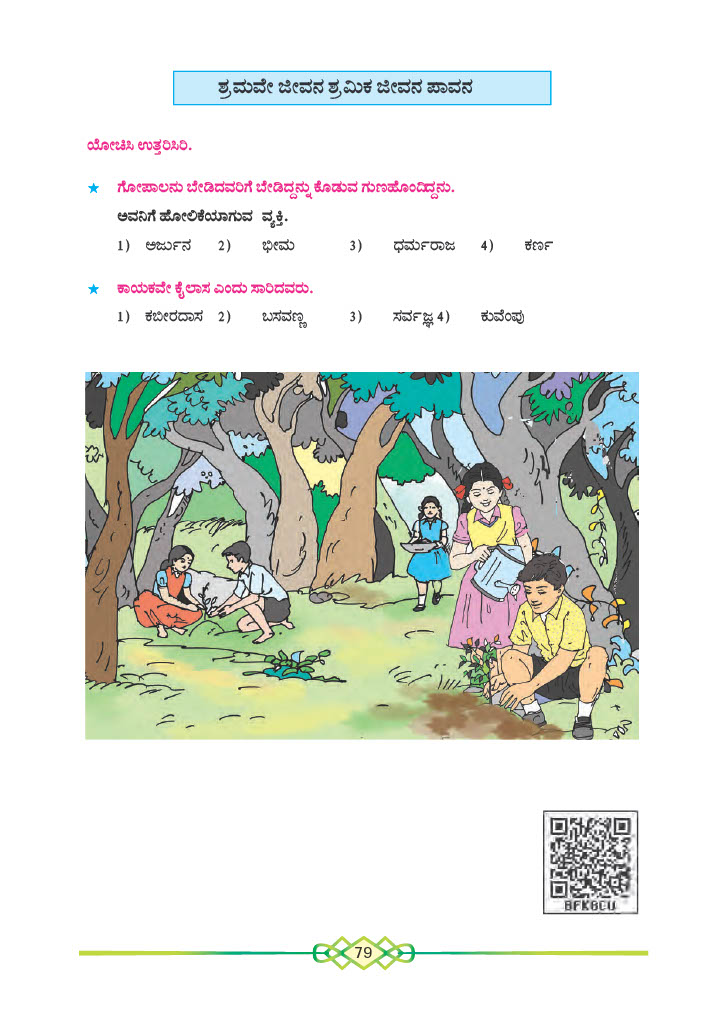 ಶ್ರಮವೇ ಜೀವನ ಶ್ರಮಿಕ ಜೀವನ ಪಾವನ
ಯೋಚಿಸಿ ಉತ್ತರಿಸಿರಿ.
★ ಗೋಪಾಲನು ಬೇಡಿದವರಿಗೆ ಬೇಡಿದ್ದನ್ನು ಕೊಡುವ ಗುಣಹೊಂದಿದ್ದನು.
ಅವನಿಗೆ ಹೋಲಿಕೆಯಾಗುವ ವ್ಯಕ್ತಿ.
1) ಅರ್ಜುನ 2) ಭೀಮ 3) ಧರ್ಮರಾಜ 4) ಕರ್ಣ
★ ಕಾಯಕವೇ ಕೈಲಾಸ ಎಂದು ಸಾರಿದವರು.
1) ಕಬೀರದಾಸ 2) ಬಸವಣ್ಣ 3) ಸರ್ವಜ್ಞ 4) ಕುವೆಂಪು
8FK8CU
79